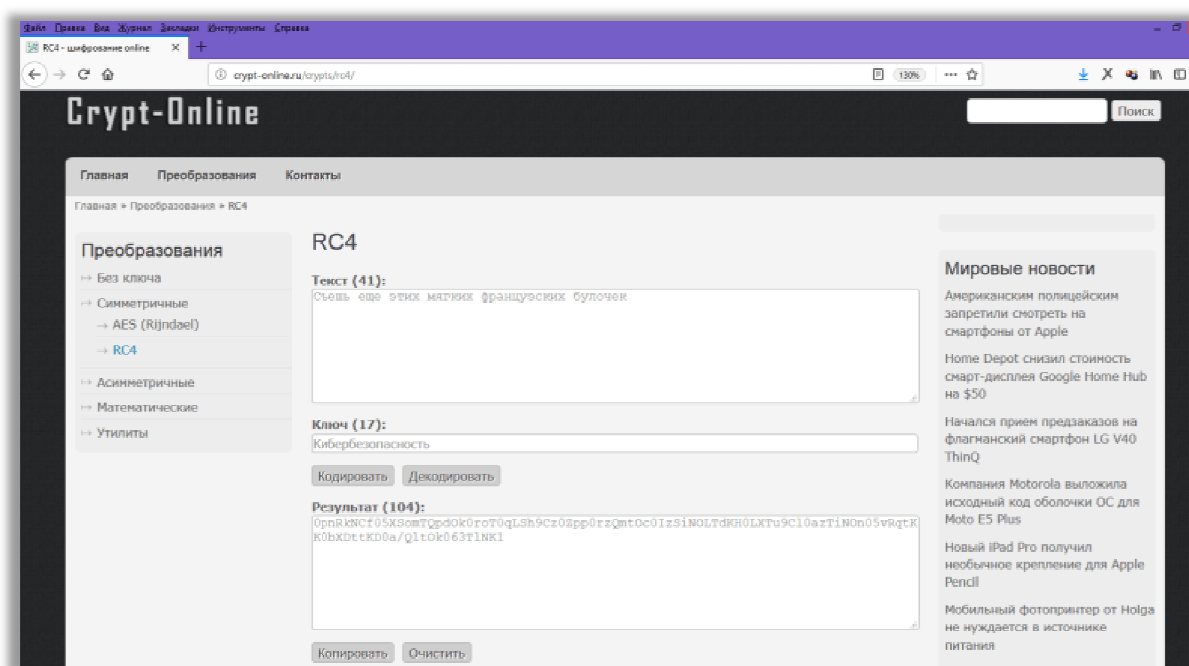 Файл Правка Вид Журнал Закладки Инструменты Справка
RC4 - шифрование online
crypt-online.ru/crypts/rc4/
130%
Crypt-Online
Поиск
Главная Преобразования Контакты
Главная » Преобразования » RC4
Преобразования
Без ключа
Симметричные
→ AES (Rijndael)
→ RC4
Асимметричные
Математические
Утилиты
RC4
Текст (41):
Съешь еще этих мягких французских булочек
Ключ (17):
Кибербезопасность
Кодировать Декодировать
Результат (104):
Копировать Очистить
Мировые новости
Американским полицейским
запретили смотреть на
смартфоны от Apple
Home Depot снизил стоимость
смарт-дисплея Google Home Hub
на $50
Начался прием предзаказов на
флагманский смартфон LG V40
ThinQ
Компания Motorola выложила
исходный код оболочки ОС для
Moto E5 Plus
Новый iPad Pro получил
необычное крепление для Apple
Pencil
Мобильный фотопринтер от Holga
не нуждается в источнике
питания